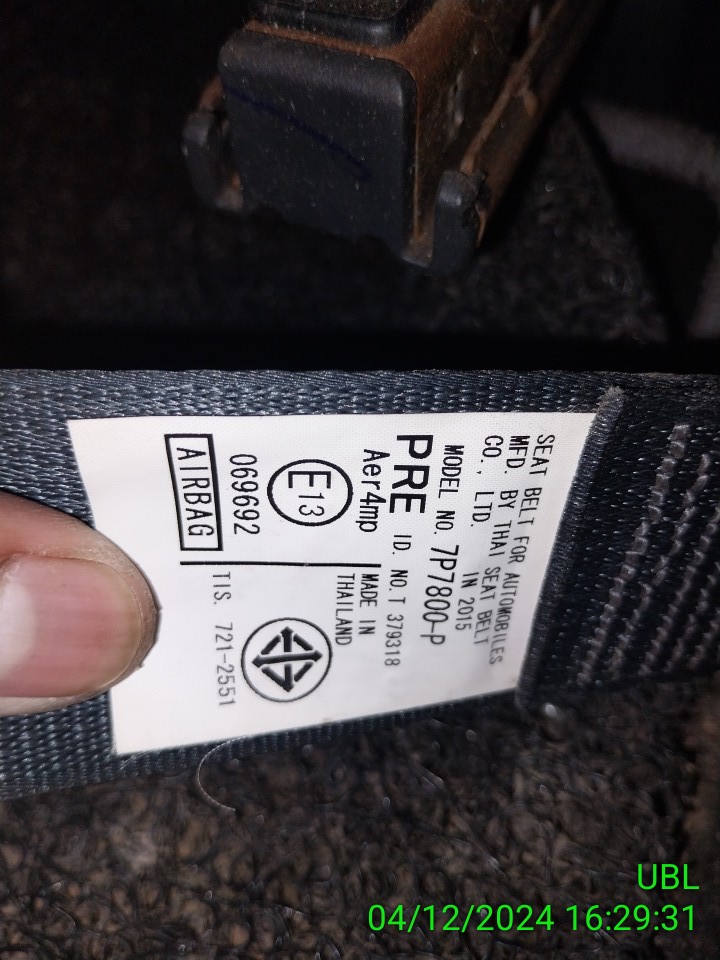 SEAT BELT FOR AUTOMOBILES
MFD. BY THAI SEAT BELT
CO., LTD. IN 2015
MODEL NO. 7P7800-P
PRE ID. NO.T 379318
Aer4mp
E13
069692
AIRBAG
MADE IN
THAILAND
TIS. 721-2551
UBL
04/12/2024 16:29:31